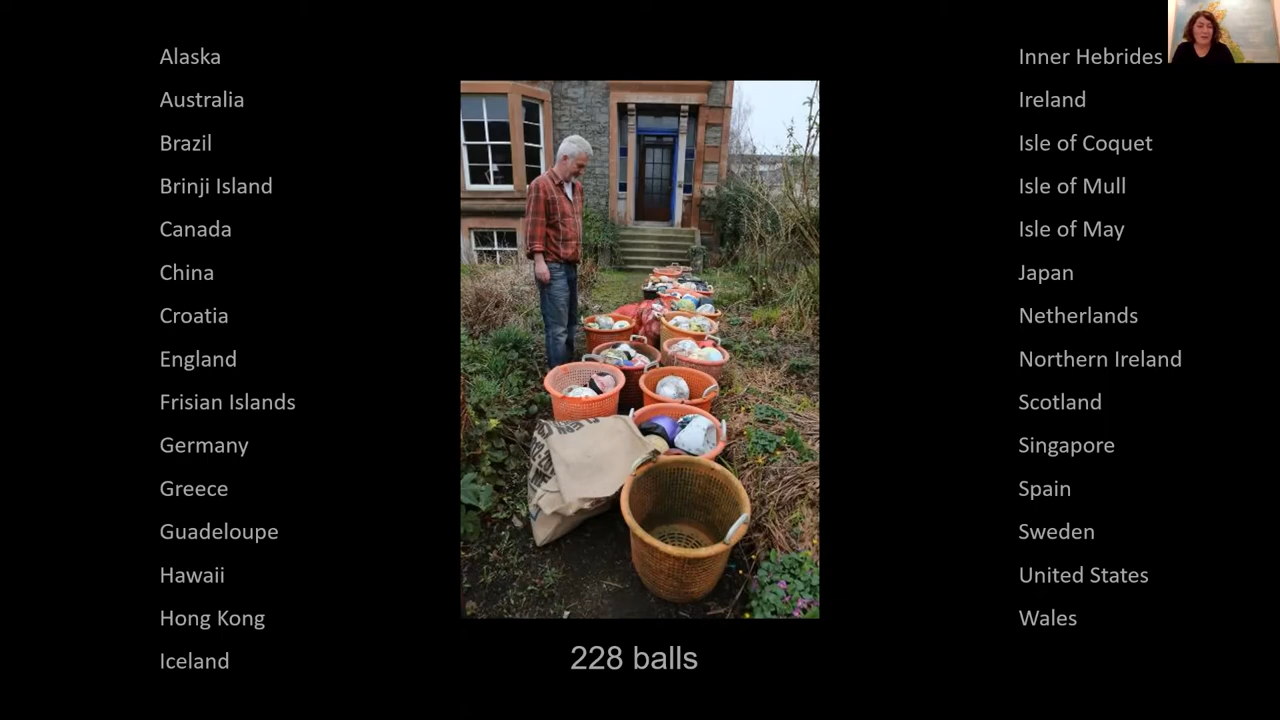 Alaska
Australia
Brazil
Brinji Island
Canada
China
Croatia
England
Frisian Islands
Germany
Greece
Guadeloupe
Hawaii
Hong Kong
Iceland
228 balls
Inner Hebrides
Ireland
Isle of Coquet
Isle of Mull
Isle of May
Japan
Netherlands
Northern Ireland
Scotland
Singapore
Spain
Sweden
United States
Wales